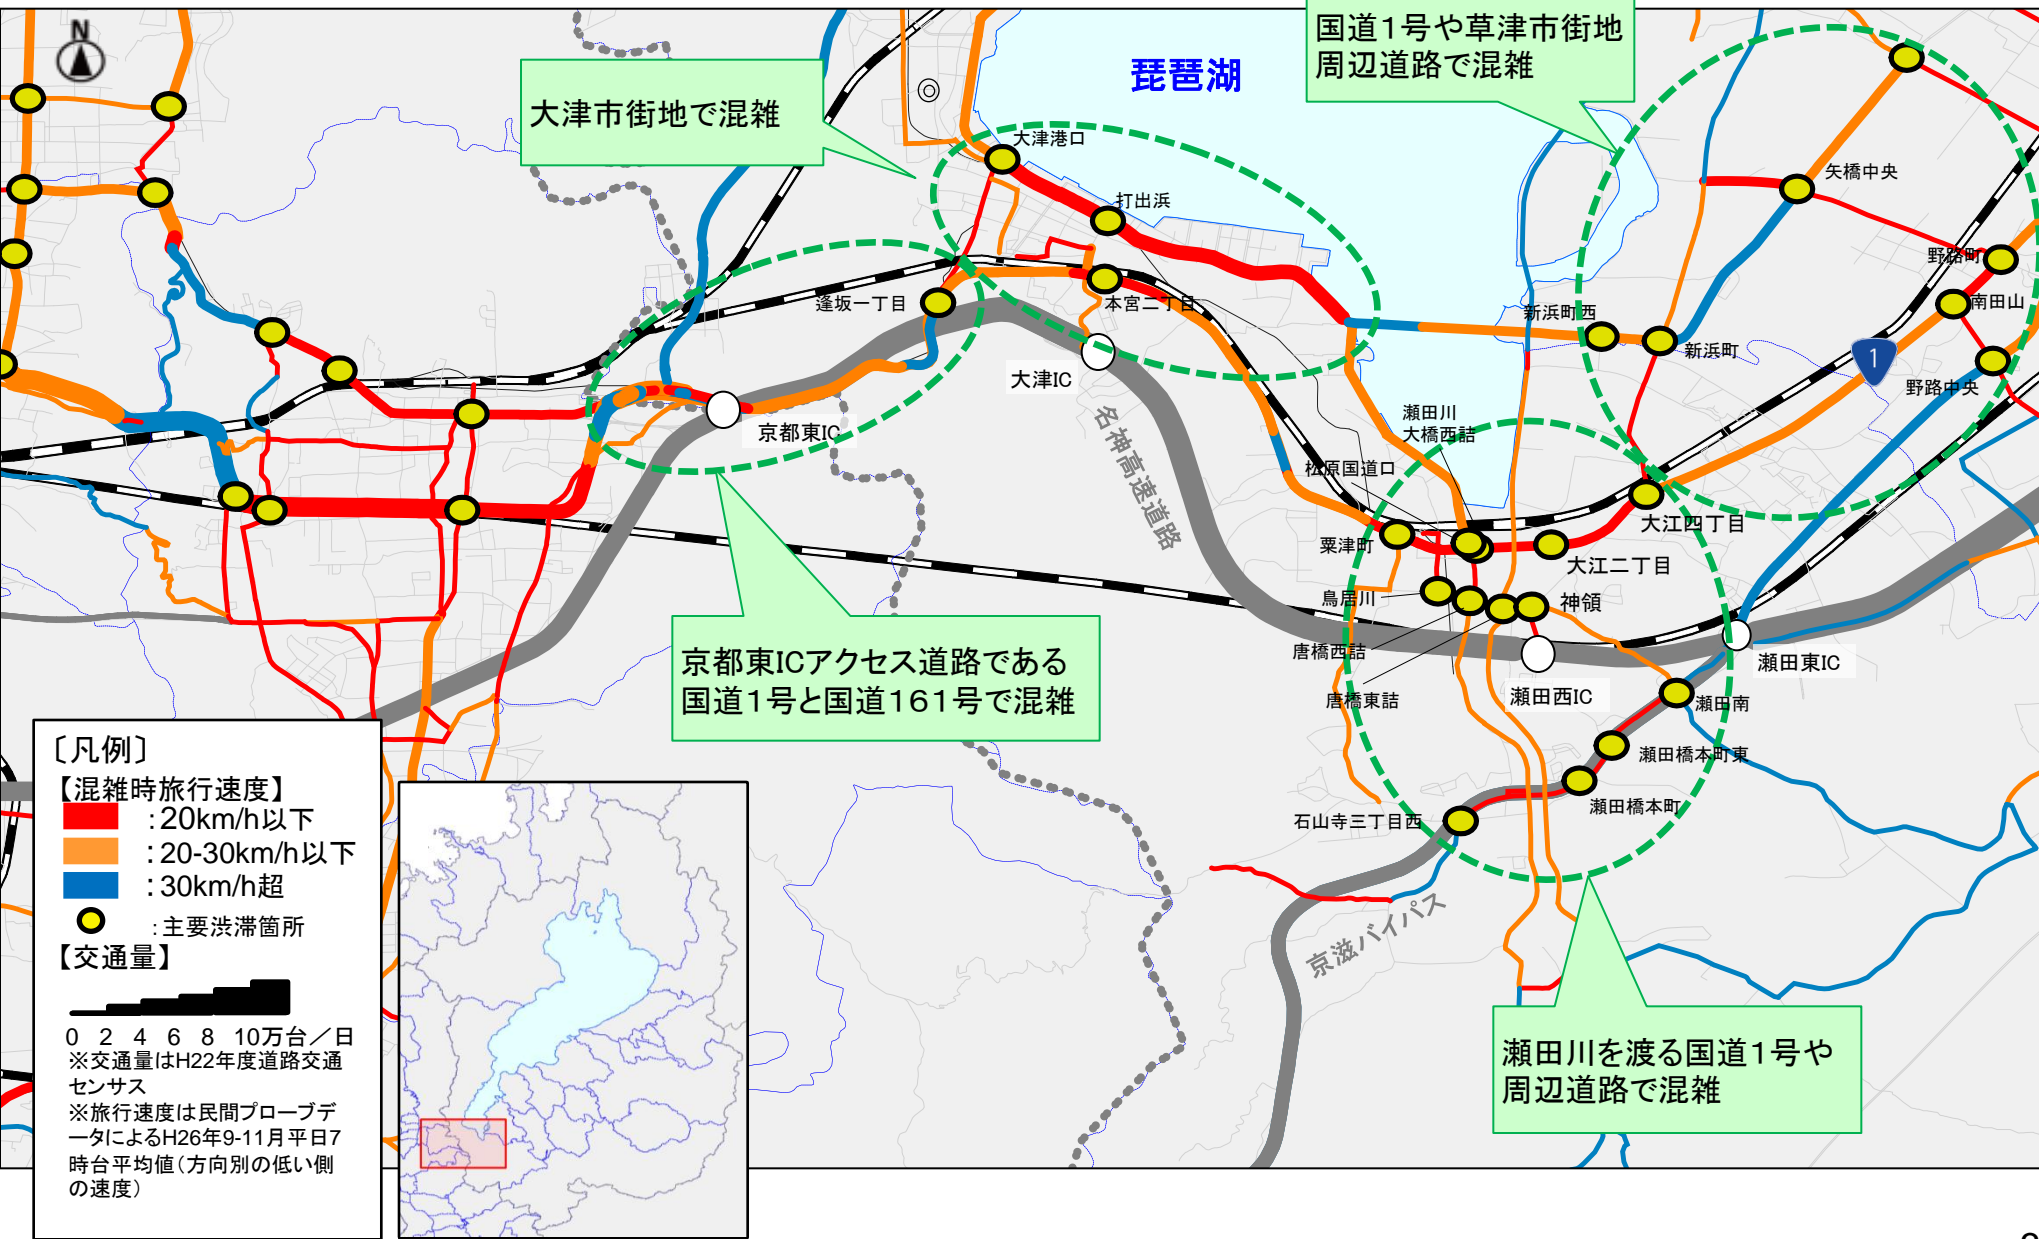 N
国道1号や草津市街地
周辺道路で混雑
琵琶湖
大津市街地で混雑
大津港口
打出浜
矢橋中央
野路町
南田山
逢坂一丁目
本宮二丁目
新浜町西
新浜町
1
野路中央
大津IC
京都東IC
名神高速道路
瀬田川
大橋西詰
松原国道口
大江四丁目
粟津町
大江二丁目
鳥居川
神領
唐橋西詰
瀬田東IC
唐橋東詰
瀬田西IC
瀬田南
京都東ICアクセス道路である
国道1号と国道161号で混雑
瀬田橋本町東
瀬田橋本町
石山寺三丁目西
京滋バイパス
瀬田川を渡る国道1号や
周辺道路で混雑
〔凡例〕
【混雑時旅行速度】
:20km/h以下
:20-30km/h以下
:30km/h超
:主要渋滞箇所
【交通量】
0 2 4 6 8 10万台/日
※交通量はH22年度道路交通
センサス
※旅行速度は民間プローブデ
ータによるH26年9-11月平日7
時台平均値(方向別の低い側
の速度)